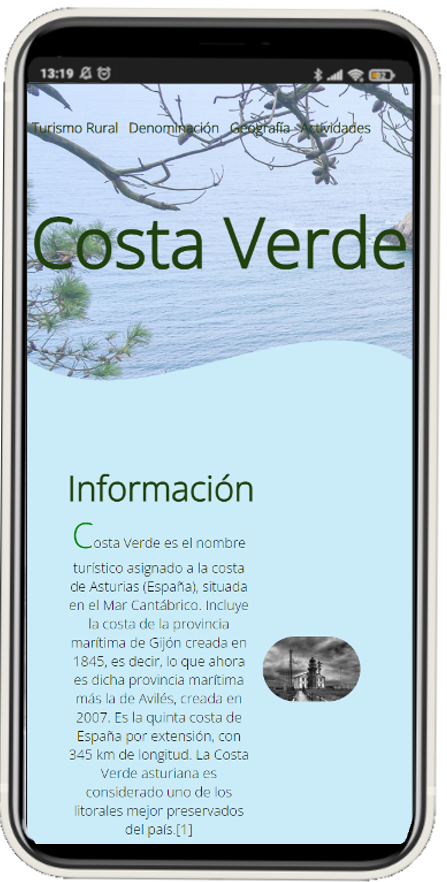 13:19
82
Turismo Rural Denominación Geografía Actividades
Costa Verde
Información
Costa Verde es el nombre
turístico asignado a la costa
de Asturias (España), situada
en el Mar Cantábrico. Incluye
la costa de la provincia
marítima de Gijón creada en
1845, es decir, lo que ahora
es dicha provincia marítima
más la de Avilés, creada en
2007. Es la quinta costa de
España por extensión, con
345 km de longitud. La Costa
Verde asturiana es
considerado uno de los
litorales mejor preservados
del país.[1]